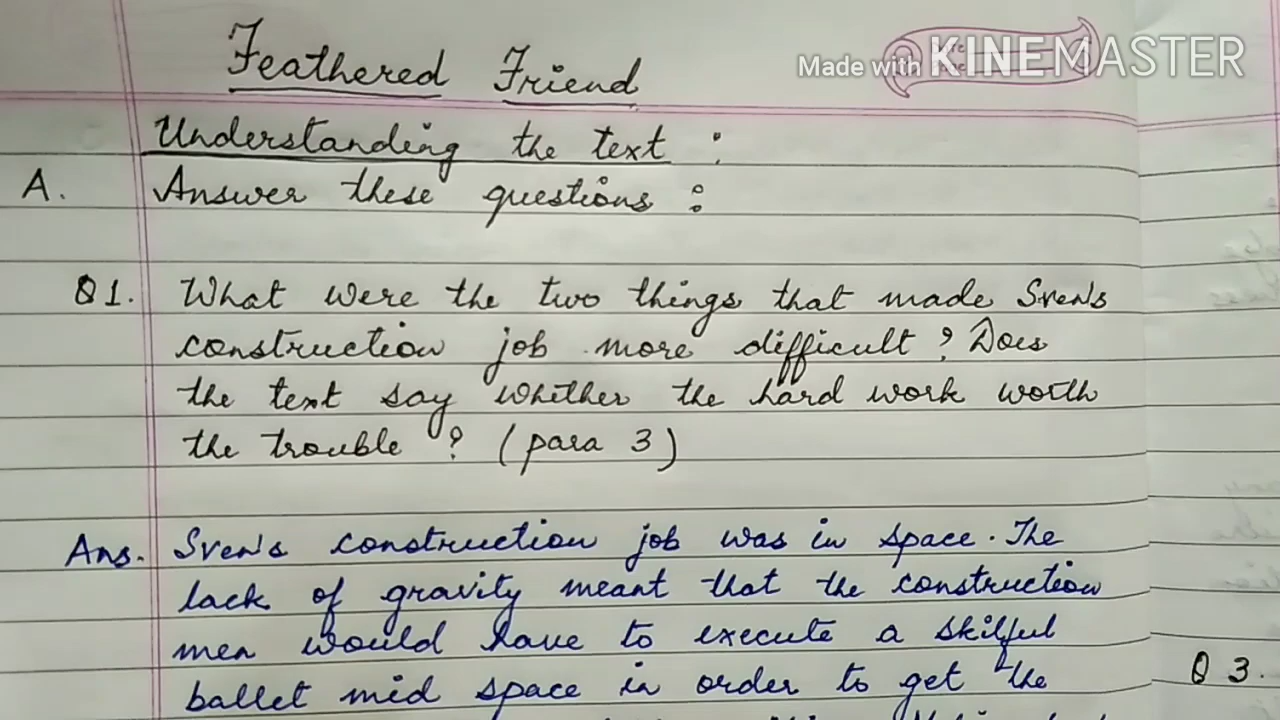 Made with KINEMASTER
Feathered Friend
Understanding the text :
A. Answer these questions :
Q1. What were the two things that made Sven's
construction job more difficult? Does
the text say whether the hard work worth
the trouble ? (para 3)
Ans. Sven's construction job was in space. The
lack of gravity meant that the construction
men would have to execute a skilful
ballet mid space in order to get the
Q 3.